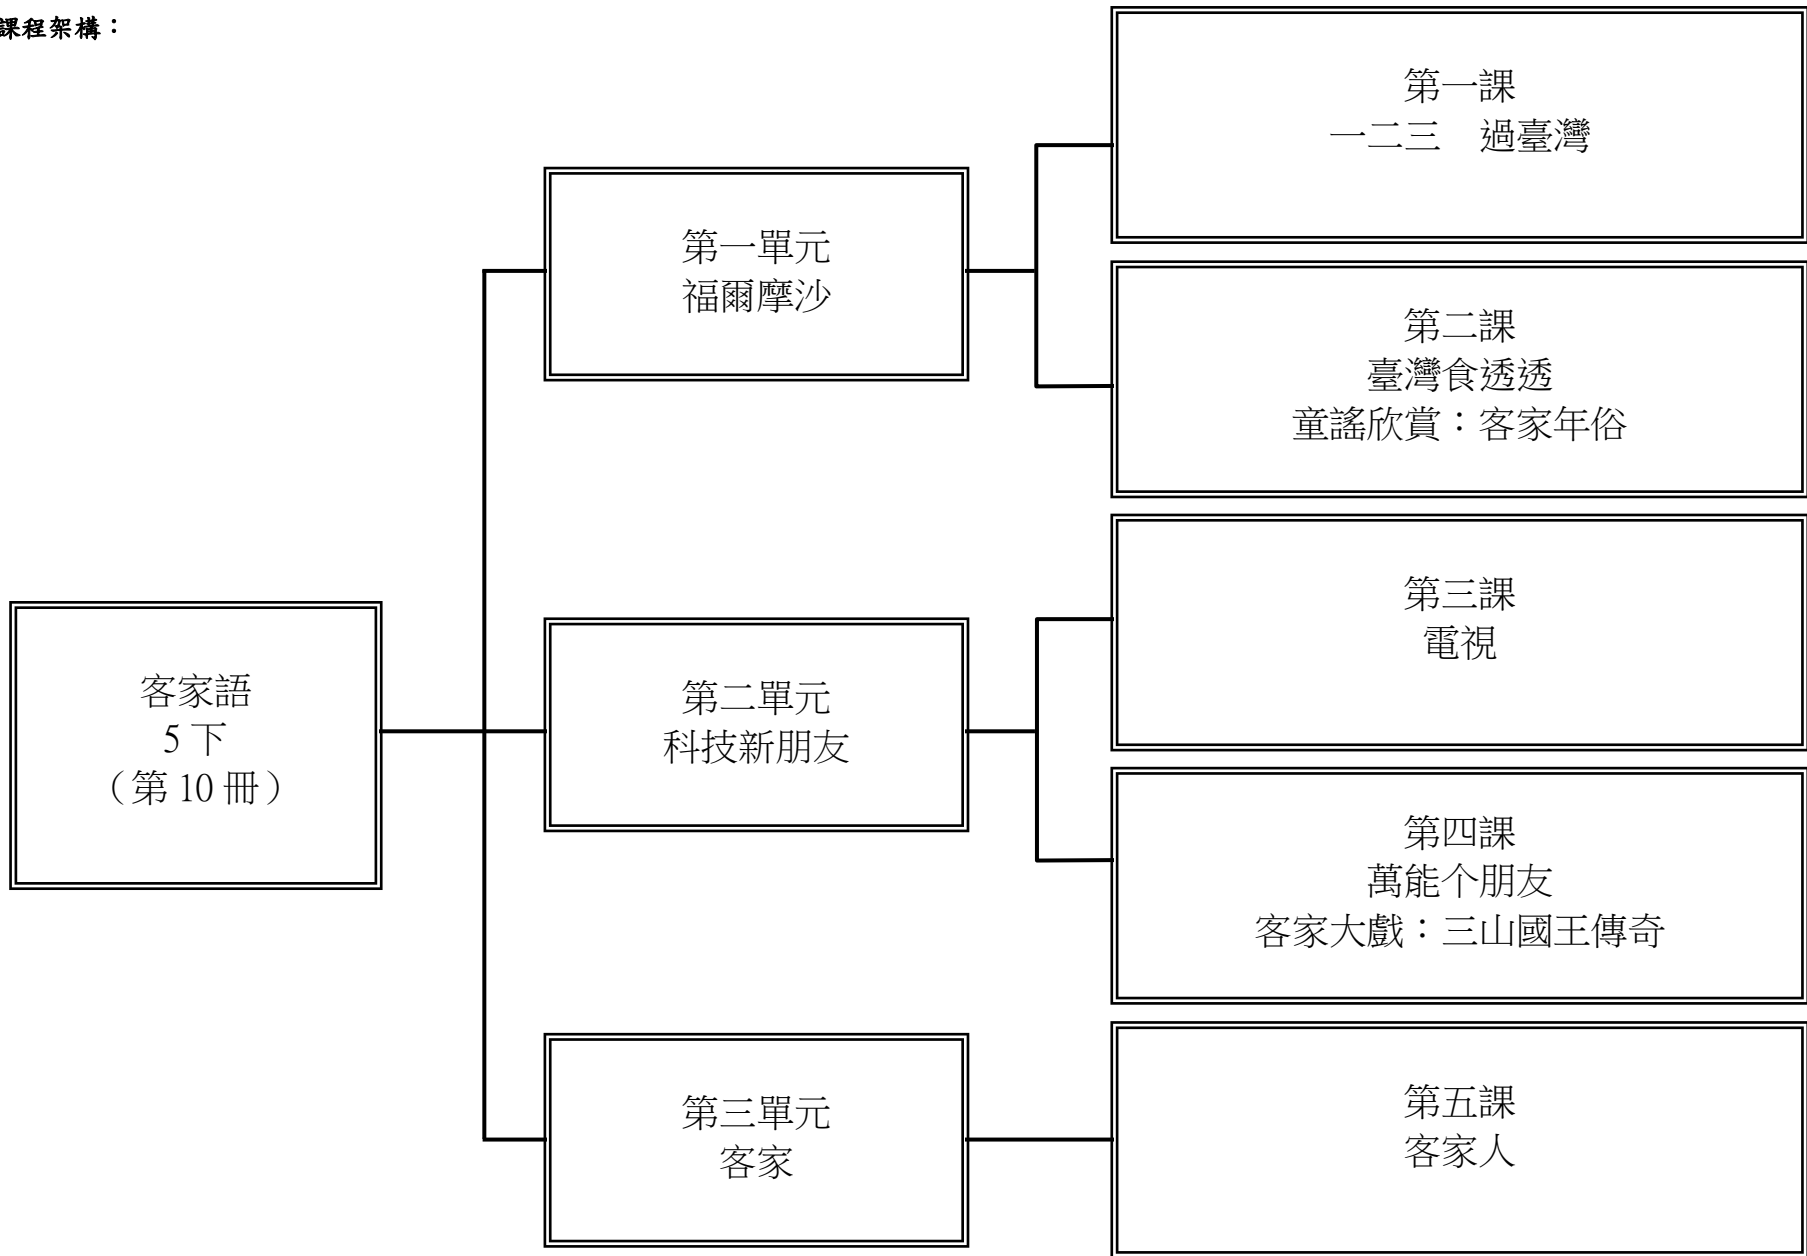 課程架構：
客家語
5 下
（第 10 冊）
第一單元
福爾摩沙
第一課
一二三　過臺灣
第二課
臺灣食透透
童謠欣賞：客家年俗
第二單元
科技新朋友
第三課
電視
第四課
萬能个朋友
客家大戲：三山國王傳奇
第三單元
客家
第五課
客家人